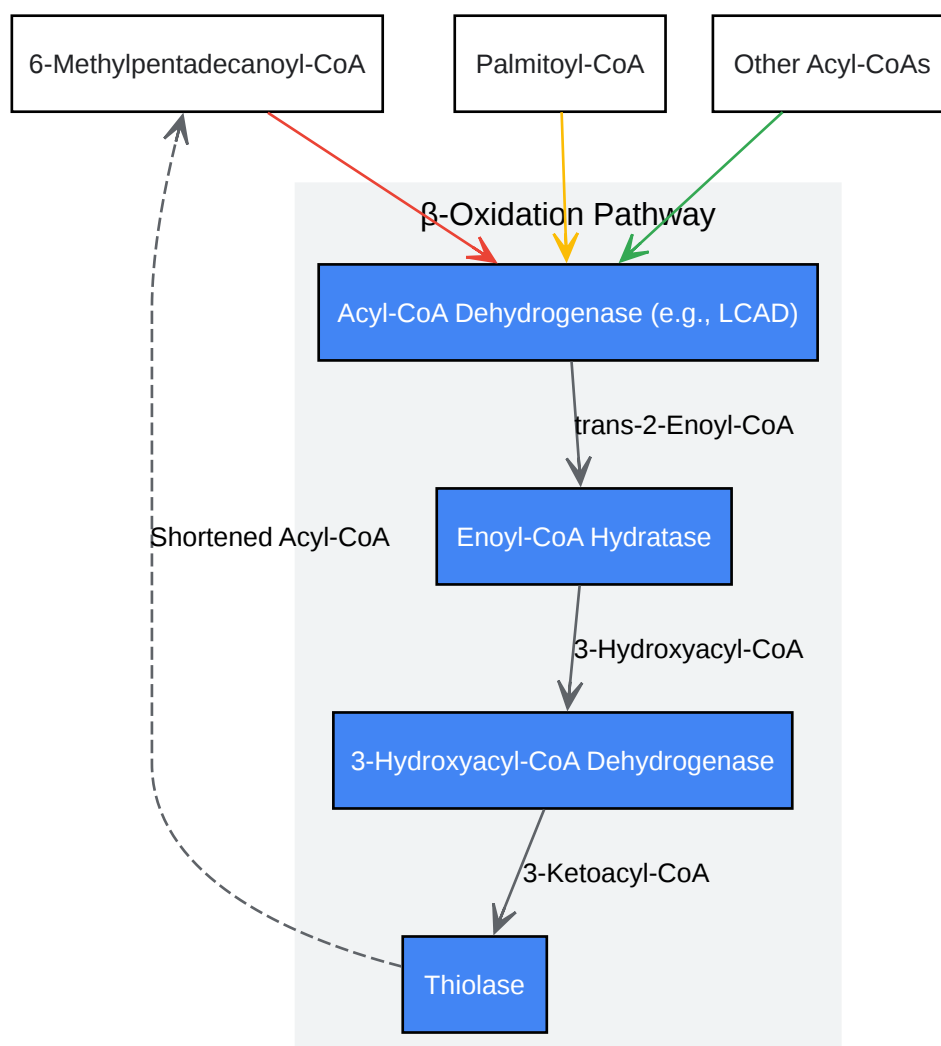 6-Methylpentadecanoyl-CoA
Palmitoyl-CoA
Other Acyl-CoAs
β-Oxidation Pathway
Acyl-CoA Dehydrogenase (e.g., LCAD)
trans-2-Enoyl-CoA
Enoyl-CoA Hydratase
Shortened Acyl-CoA
3-Hydroxyacyl-CoA
3-Hydroxyacyl-CoA Dehydrogenase
3-Ketoacyl-CoA
Thiolase